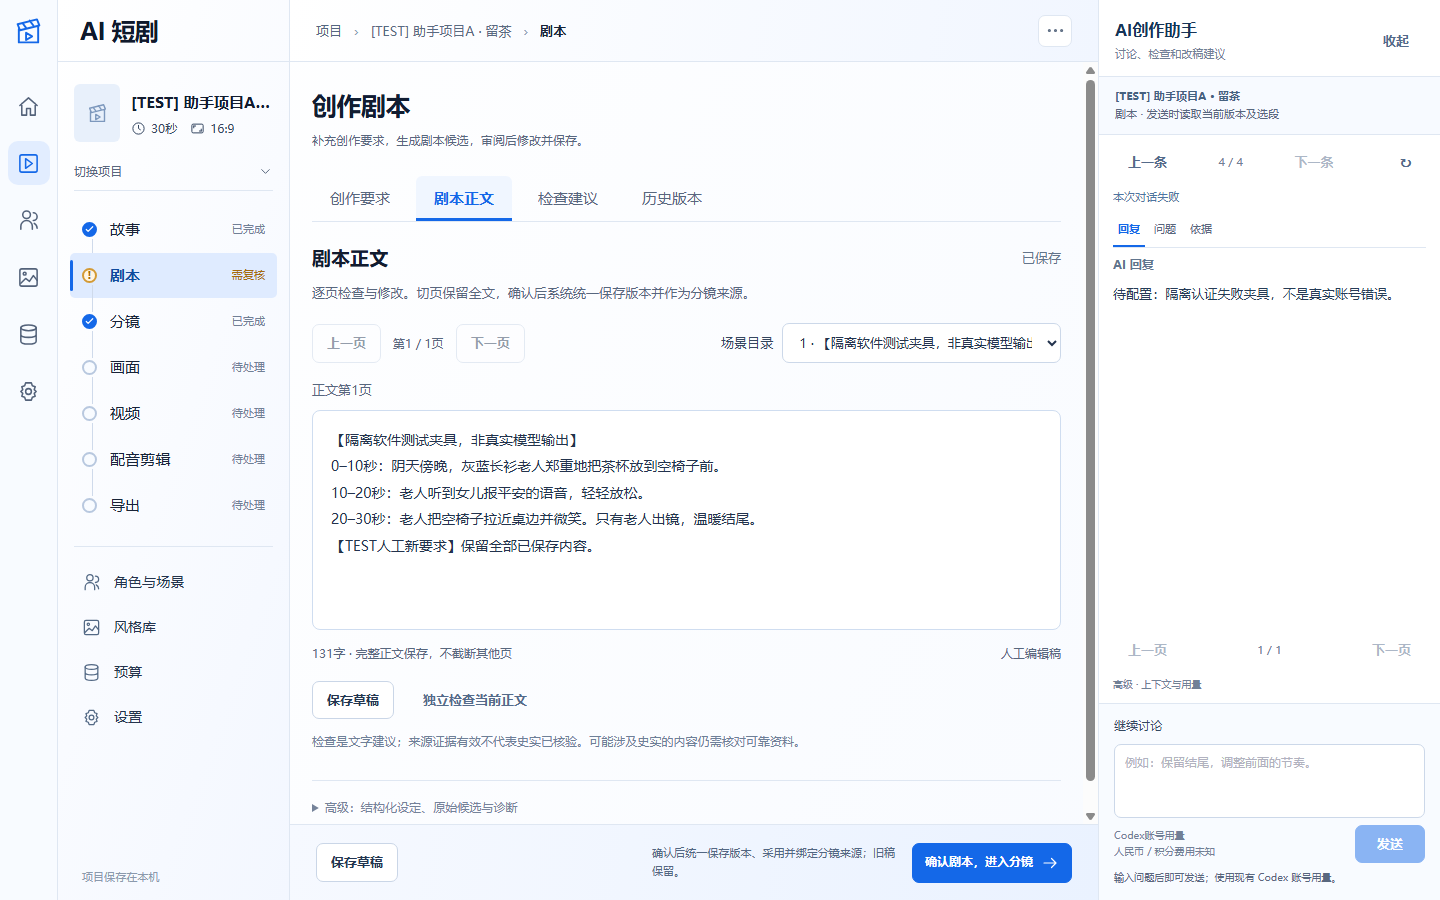 AI 短剧
[TEST] 助手项目A...
30秒 16:9
切换项目
故事 已完成
剧本 需复核
分镜 已完成
画面 待处理
视频 待处理
配音剪辑 待处理
导出 待处理
角色与场景
风格库
预算
设置
项目保存在本机
项目 › [TEST] 助手项目A · 留茶 › 剧本
创作剧本
补充创作要求，生成剧本候选，审阅后修改并保存。
创作要求 剧本正文 检查建议 历史版本
剧本正文 已保存
逐页检查与修改。切页保留全文，确认后系统统一保存版本并作为分镜来源。
上一页 第1 / 1页 下一页 场景目录 1 · 【隔离软件测试夹具，非真实模型输出
正文第1页
【隔离软件测试夹具，非真实模型输出】
0–10秒：阴天傍晚，灰蓝长衫老人郑重地把茶杯放到空椅子前。
10–20秒：老人听到女儿报平安的语音，轻轻放松。
20–30秒：老人把空椅子拉近桌边并微笑。只有老人出镜，温暖结尾。
【TEST人工新要求】保留全部已保存内容。
131字 · 完整正文保存，不截断其他页 人工编辑稿
保存草稿 独立检查当前正文
检查是文字建议；来源证据有效不代表史实已核验。可能涉及史实的内容仍需核对可靠资料。
高级：结构化设定、原始候选与诊断
保存草稿 确认后统一保存版本、采用并绑定分镜来源；旧稿
保留。
确认剧本，进入分镜 →
AI创作助手
讨论、检查和改稿建议
收起
[TEST] 助手项目A · 留茶
剧本 · 发送时读取当前版本及选段
上一条 4 / 4 下一条 ↻
本次对话失败
回复 问题 依据
AI 回复
待配置：隔离认证失败夹具，不是真实账号错误。
上一页 1 / 1 下一页
高级 · 上下文与用量
继续讨论
例如：保留结尾，调整前面的节奏。
Codex账号用量
人民币 / 积分费用未知
发送
输入问题后即可发送；使用现有 Codex 账号用量。